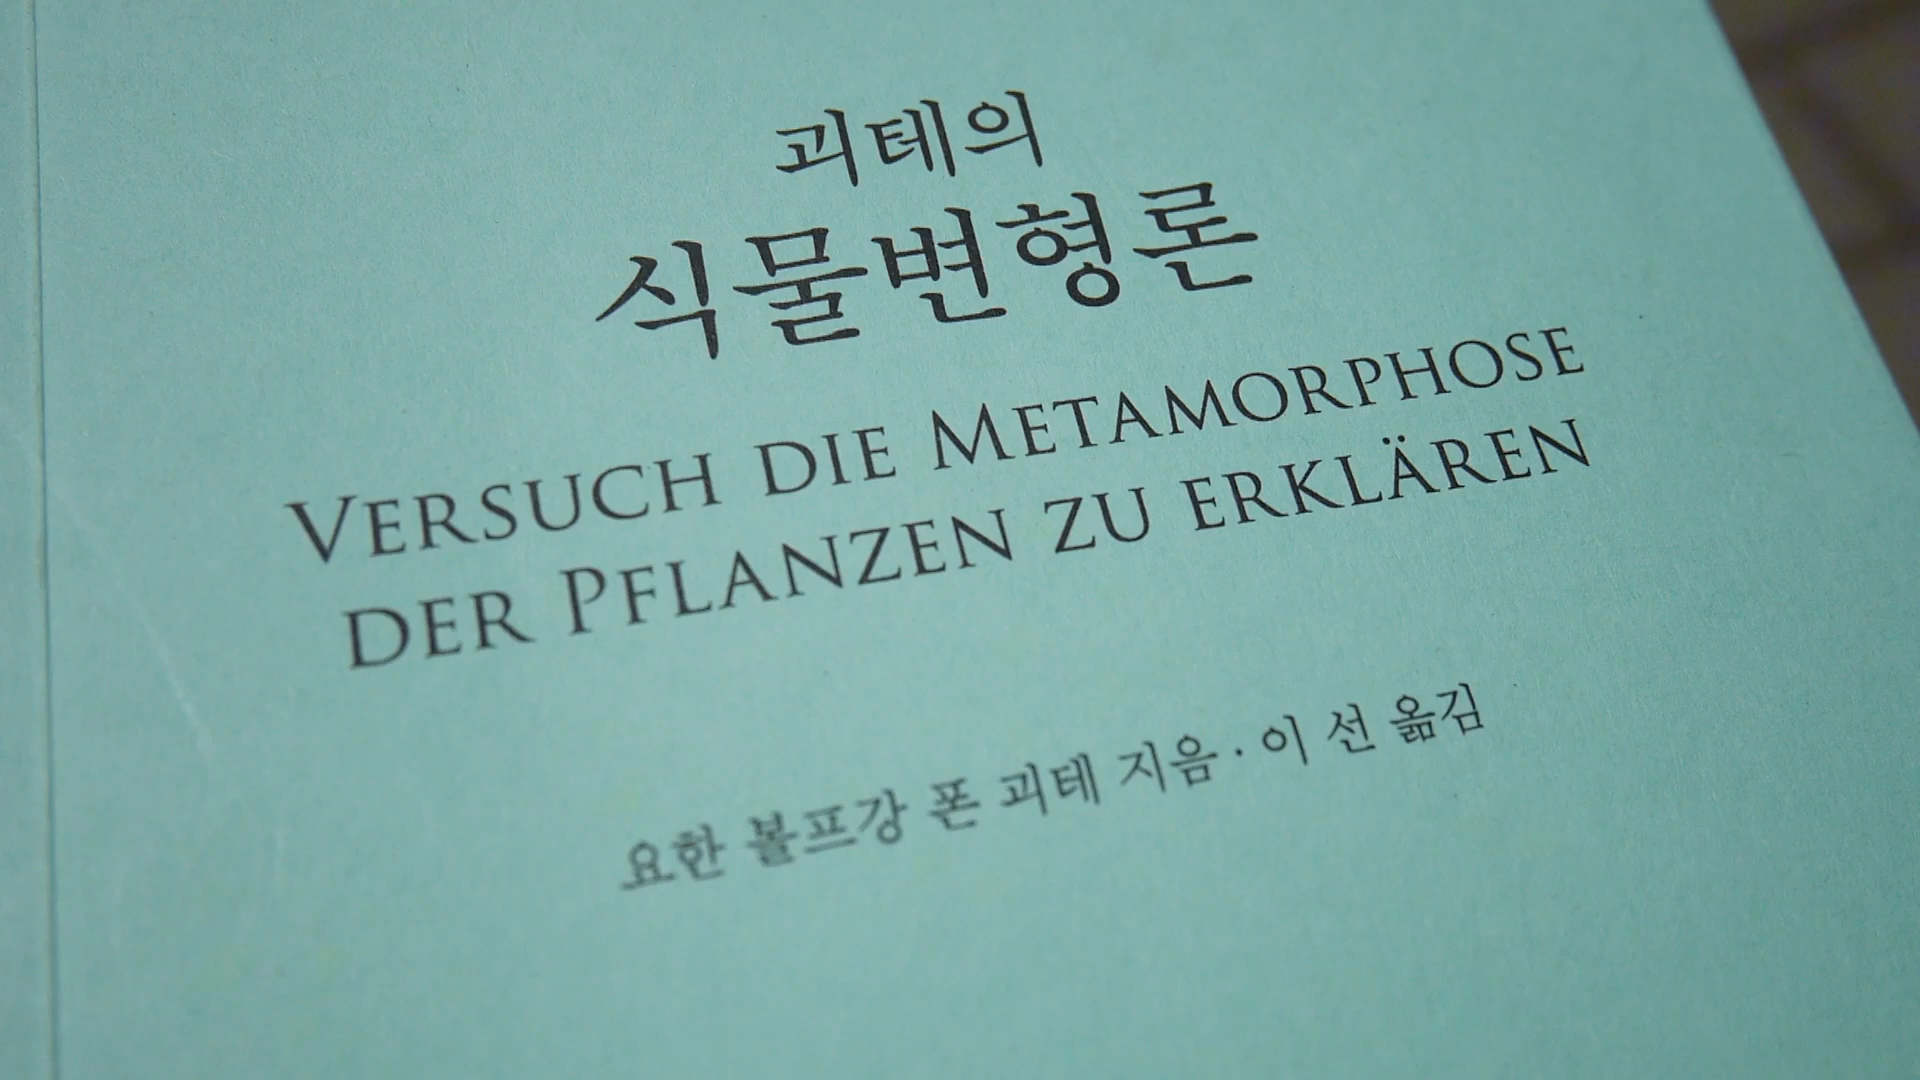 괴테의
식물변형론
VERSUCH DIE METAMORPHOSE
DER PFLANZEN ZU ERKLÄREN
요한 볼프강 폰 괴테 지음 · 이 선 옮김